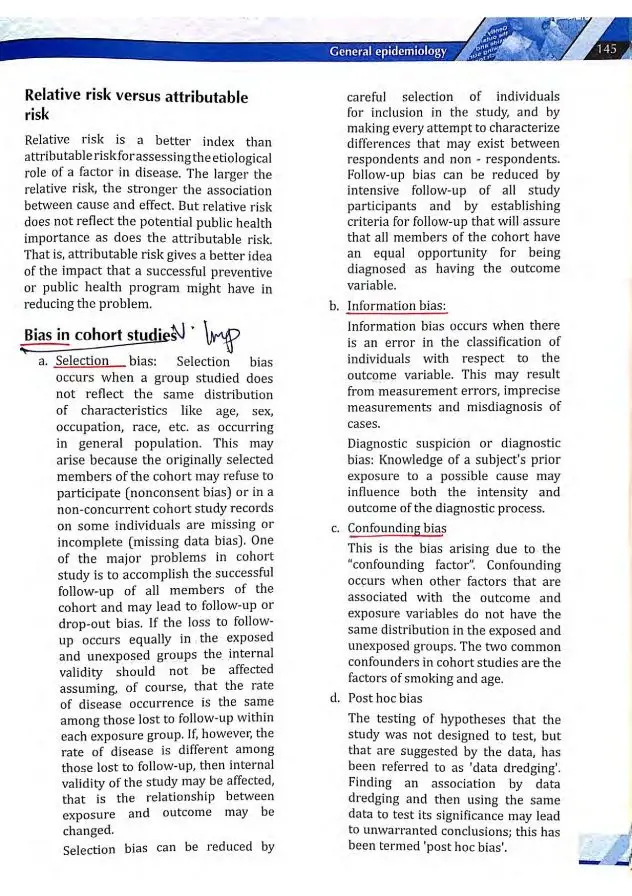 General epidemiology
145
Relative risk versus attributable
risk
Relative risk is a better index than
attributable risk for assessing the etiological
role of a factor in disease. The larger the
relative risk, the stronger the association
between cause and effect. But relative risk
does not reflect the potential public health
importance as does the attributable risk.
That is, attributable risk gives a better idea
of the impact that a successful preventive
or public health program might have in
reducing the problem.
Bias in cohort studies V. Imp
a. Selection bias: Selection bias
occurs when a group studied does
not reflect the same distribution
of characteristics like age, sex,
occupation, race, etc. as occurring
in general population. This may
arise because the originally selected
members of the cohort may refuse to
participate (nonconsent bias) or in a
non-concurrent cohort study records
on some individuals are missing or
incomplete (missing data bias). One
of the major problems in cohort
study is to accomplish the successful
follow-up of all members of the
cohort and may lead to follow-up or
drop-out bias. If the loss to follow-
up occurs equally in the exposed
and unexposed groups the internal
validity should not be affected
assuming, of course, that the rate
of disease occurrence is the same
among those lost to follow-up within
each exposure group. If, however, the
rate of disease is different among
those lost to follow-up, then internal
validity of the study may be affected,
that is the relationship between
exposure and outcome may be
changed.
Selection bias can be reduced by
careful selection of individuals
for inclusion in the study, and by
making every attempt to characterize
differences that may exist between
respondents and non - respondents.
Follow-up bias can be reduced by
intensive follow-up of all study
participants and by establishing
criteria for follow-up that will assure
that all members of the cohort have
an equal opportunity for being
diagnosed as having the outcome
variable.
b. Information bias:
Information bias occurs when there
is an error in the classification of
individuals with respect to the
outcome variable. This may result
from measurement errors, imprecise
measurements and misdiagnosis of
cases.
Diagnostic suspicion or diagnostic
bias: Knowledge of a subject's prior
exposure to a possible cause may
influence both the intensity and
outcome of the diagnostic process.
c. Confounding bias
This is the bias arising due to the
"confounding factor". Confounding
occurs when other factors that are
associated with the outcome and
exposure variables do not have the
same distribution in the exposed and
unexposed groups. The two common
confounders in cohort studies are the
factors of smoking and age.
d. Post hoc bias
The testing of hypotheses that the
study was not designed to test, but
that are suggested by the data, has
been referred to as 'data dredging'.
Finding an association by data
dredging and then using the same
data to test its significance may lead
to unwarranted conclusions; this has
been termed 'post hoc bias'.